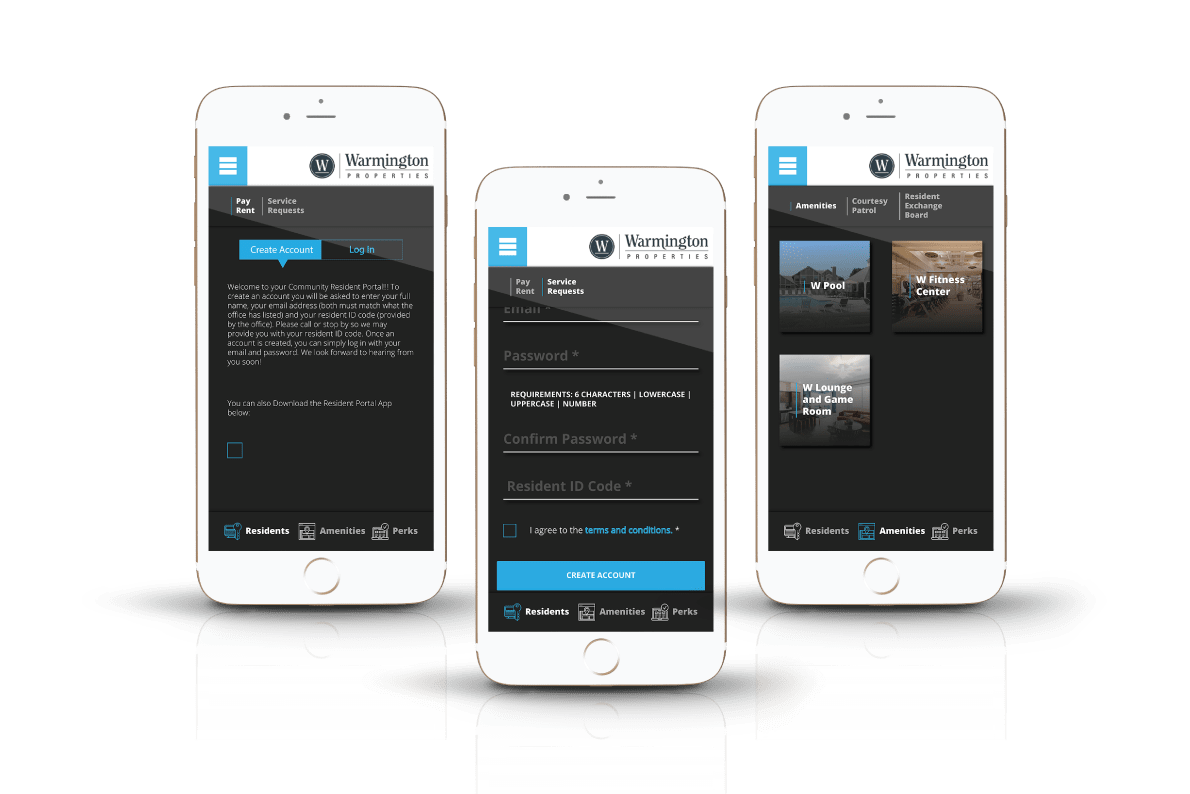 W
Warmington
PROPERTIES
Pay
Rent
Service
Requests
Create Account
Log In
Welcome to your Community Resident Portal!!! To
create an account you will be asked to enter your full
name, your email address (both must match what the
office has listed) and your resident ID code (provided
by the office). Please call or stop by so we may
provide you with your resident ID code. Once an
account is created, you can simply log in with your
email and password. We look forward to hearing from
you soon!
You can also Download the Resident Portal App
below:
Residents
Amenities
Perks
W
Warmington
PROPERTIES
Pay
Rent
Service
Requests
Email *
Password *
REQUIREMENTS: 6 CHARACTERS | LOWERCASE |
UPPERCASE | NUMBER
Confirm Password *
Resident ID Code *
I agree to the terms and conditions. *
CREATE ACCOUNT
Residents
Amenities
Perks
W
Warmington
PROPERTIES
Amenities
Courtesy
Patrol
Resident
Exchange
Board
W Pool
W Fitness
Center
W Lounge
and Game
Room
Residents
Amenities
Perks